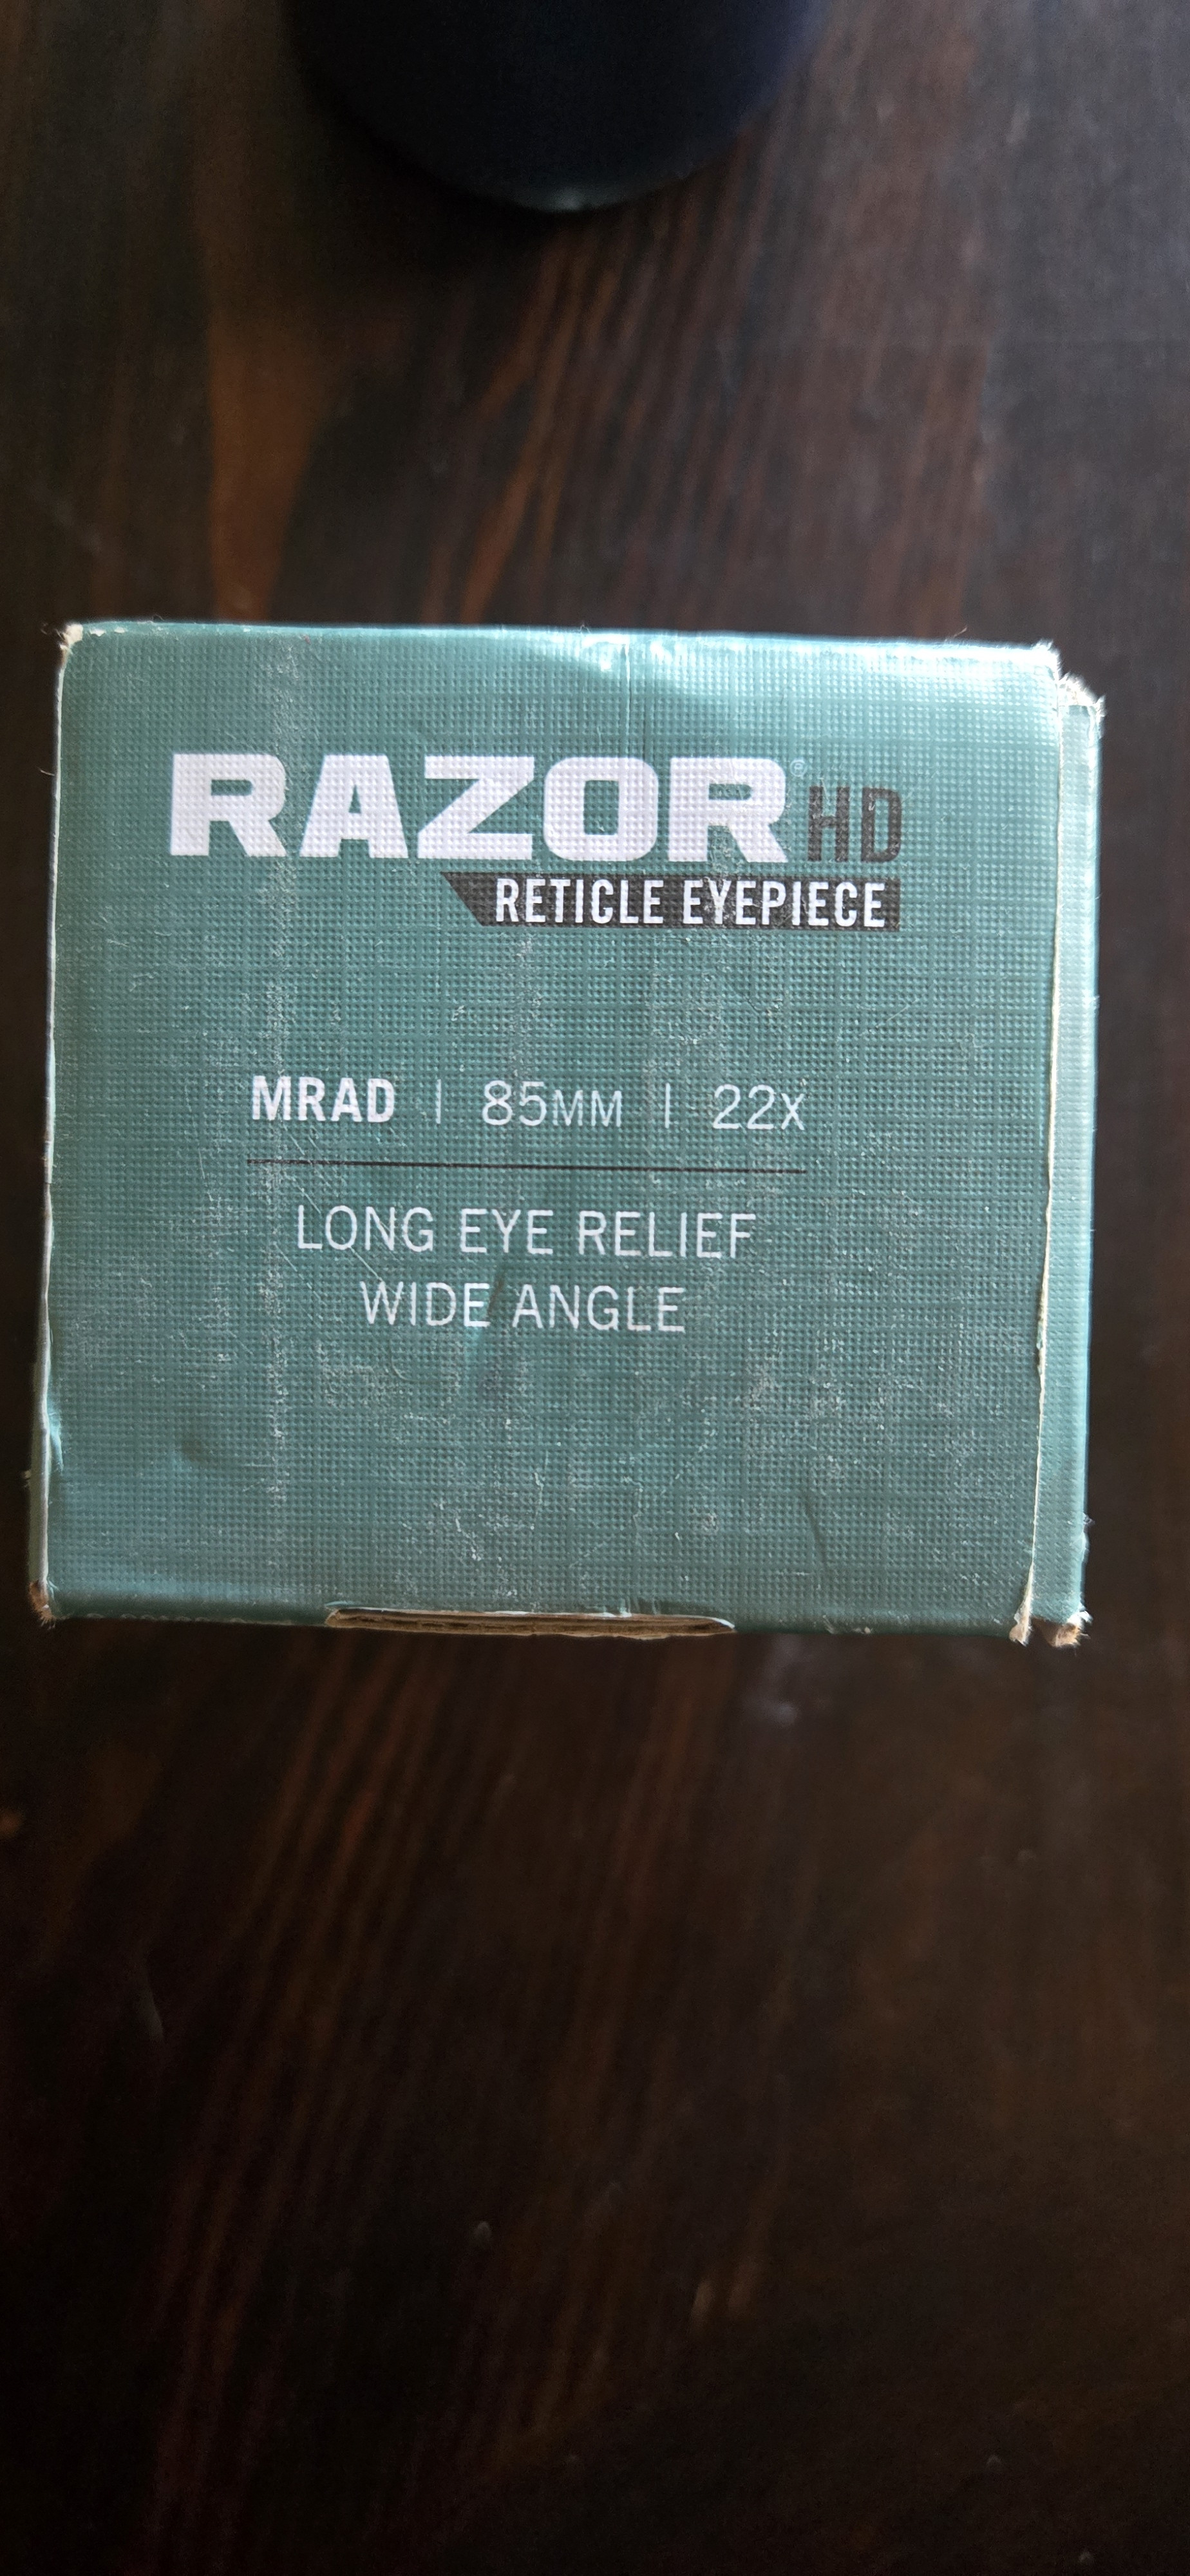 RAZOR® HD
RETICLE EYEPIECE
MRAD | 85MM | 22X
LONG EYE RELIEF
WIDE ANGLE